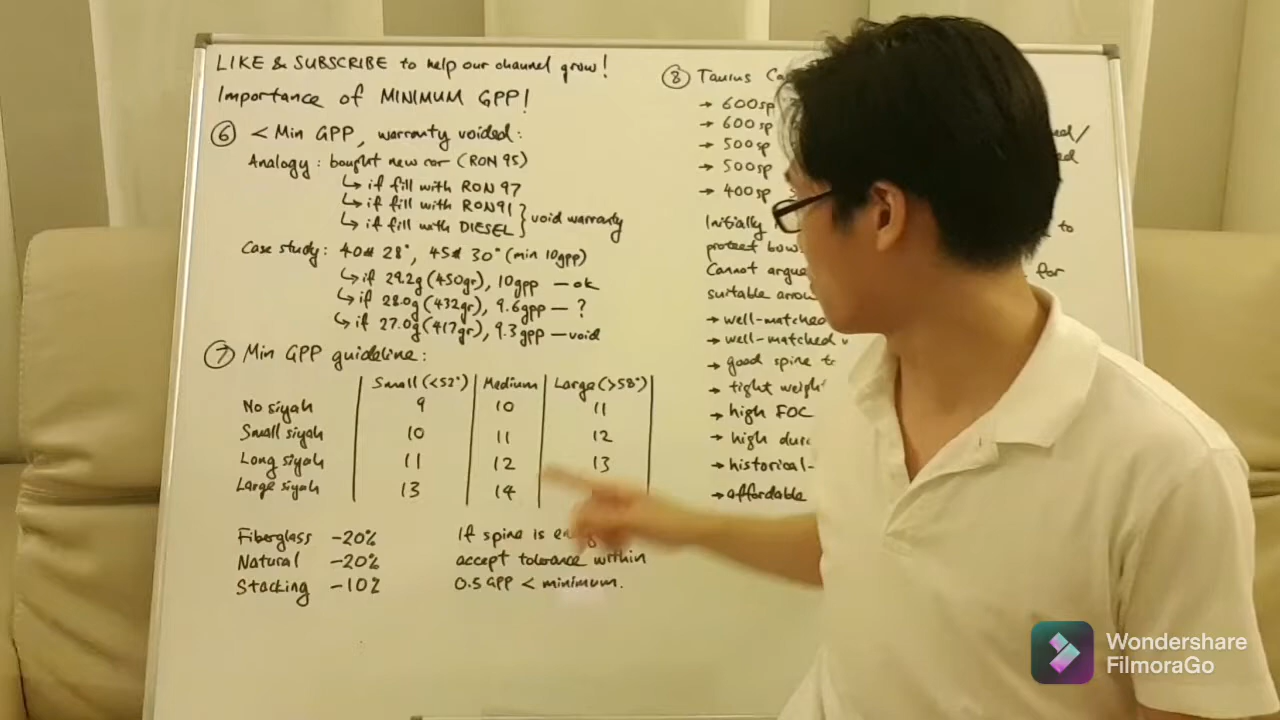 LIKE & SUBSCRIBE to help our channel grow!
Importance of MINIMUM GPP!
⑥ < Min GPP, warranty voided:
Analogy: bought new car (RON 95)
↳ if fill with RON 97
↳ if fill with RON 91
↳ if fill with DIESEL } void warranty
Case study: 40# 28", 45# 30" (min 10gpp)
↳ if 29.2g (450gr), 10gpp — ok
↳ if 28.0g (432gr), 9.6gpp — ?
↳ if 27.0g (417gr), 9.3gpp — void
⑦ Min GPP guideline:
Small (<52") Medium Large (>58")
No siyah 9 10 11
Small siyah 10 11 12
Long siyah 11 12 13
Large siyah 13 14
Fiberglass -20%
Natural -20%
Stacking -10%
If spine is
accept tolerance within
0.5 GPP < minimum.
⑧ Taurus
→ 600sp
→ 600sp
→ 500sp
→ 500sp
→ 400sp
Initially to
protect bow
Cannot argue for
suitable
→ well-matched
→ well-matched
→ good spine
→ tight
→ high FOC
→ high
→ historical-
→ affordable
Wondershare
FilmoraGo